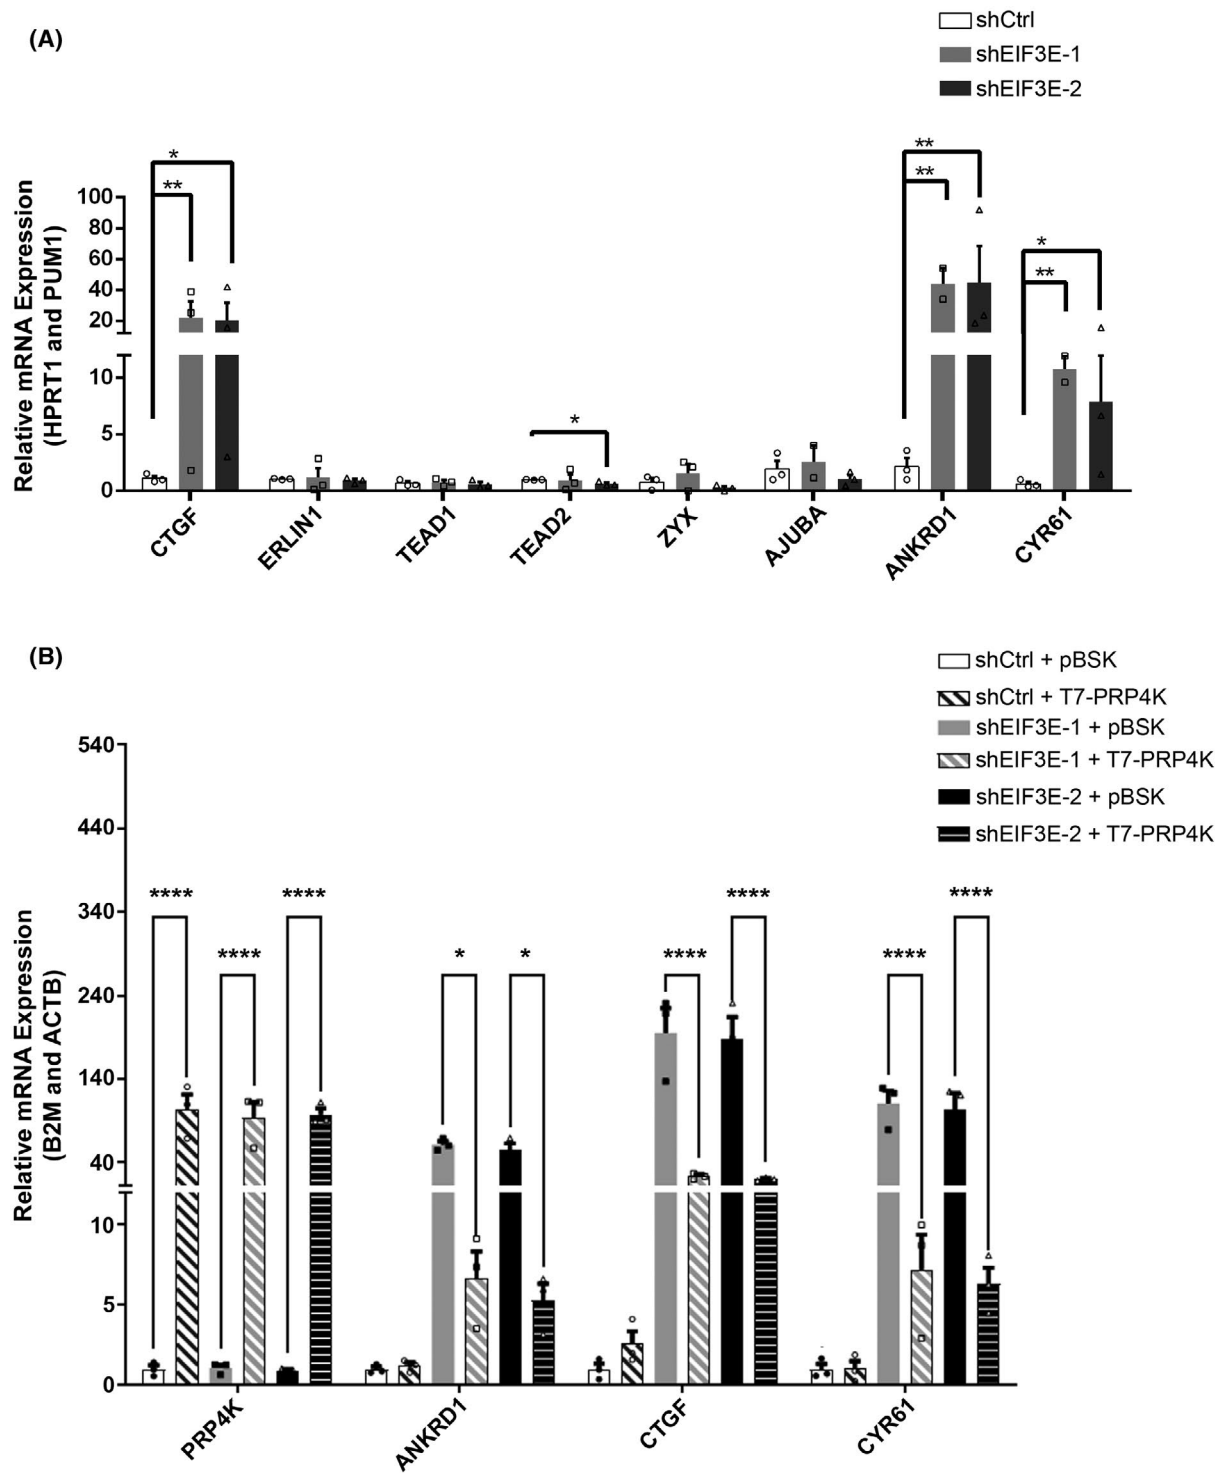 (A)
shCtrl
shEIF3E-1
shEIF3E-2
Relative mRNA Expression
(HPRT1 and PUM1)
100
80
60
40
20
10
5
0
*
**
*
**
**
*
**
CTGF
ERLIN1
TEAD1
TEAD2
ZYX
AJUBA
ANKRD1
CYR61
(B)
shCtrl + pBSK
shCtrl + T7-PRP4K
shEIF3E-1 + pBSK
shEIF3E-1 + T7-PRP4K
shEIF3E-2 + pBSK
shEIF3E-2 + T7-PRP4K
Relative mRNA Expression
(B2M and ACTB)
540
440
340
240
140
40
10
5
0
****
****
****
*
*
****
****
****
****
PRP4K
ANKRD1
CTGF
CYR61